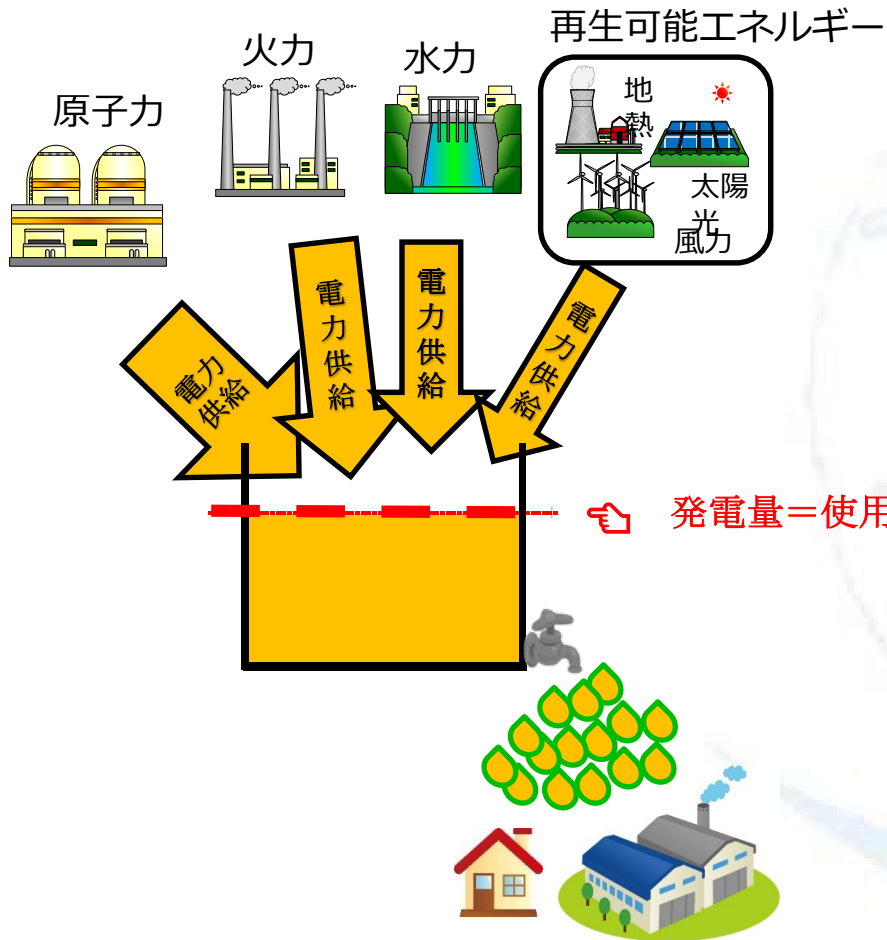 再生可能エネルギー
火力
水力
原子力
地
熱
太陽
光
風力
電力
供給
電力供給
電力供給
電力供給
発電量＝使用